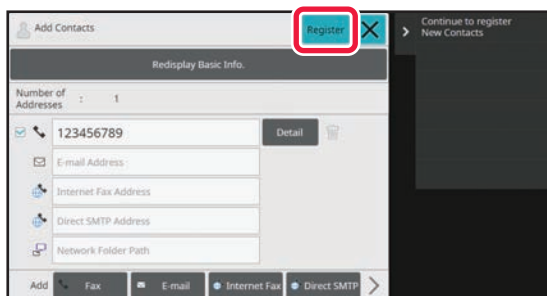 Add Contacts
Register
Continue to register
New Contacts
Redisplay Basic Info.
Number of
Addresses : 1
123456789
Detail
E-mail Address
Internet Fax Address
Direct SMTP Address
Network Folder Path
Add Fax E-mail Internet Fax Direct SMTP